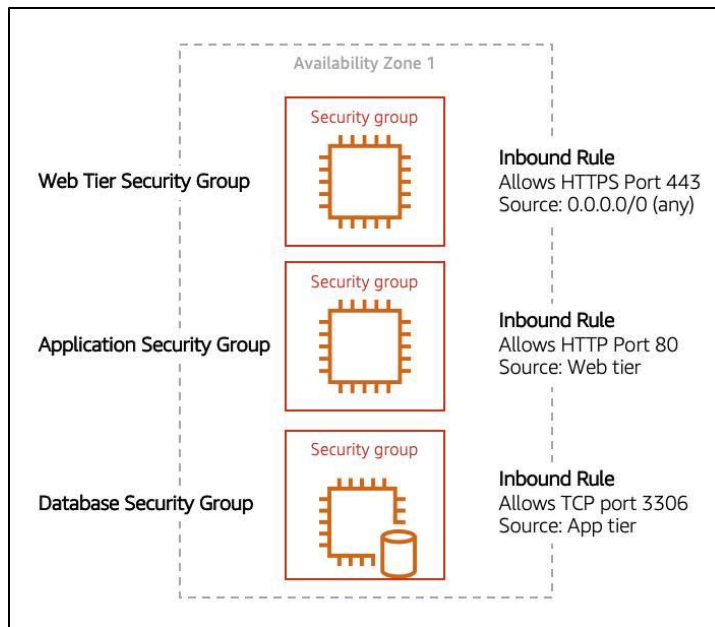 Availability Zone 1
Security group
Web Tier Security Group
Inbound Rule
Allows HTTPS Port 443
Source: 0.0.0.0/0 (any)
Security group
Application Security Group
Inbound Rule
Allows HTTP Port 80
Source: Web tier
Security group
Database Security Group
Inbound Rule
Allows TCP port 3306
Source: App tier